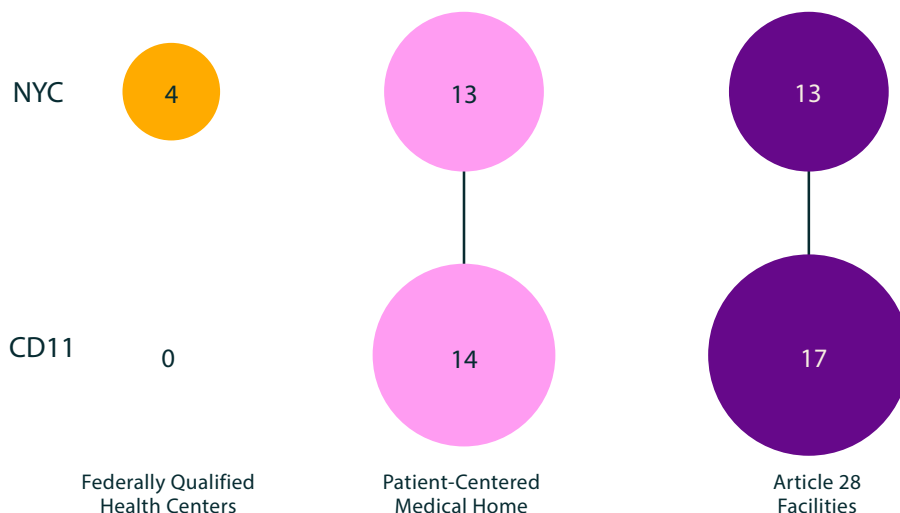 NYC
4
13
13
CD11
0
14
17
Federally Qualified
Health Centers
Patient-Centered
Medical Home
Article 28
Facilities